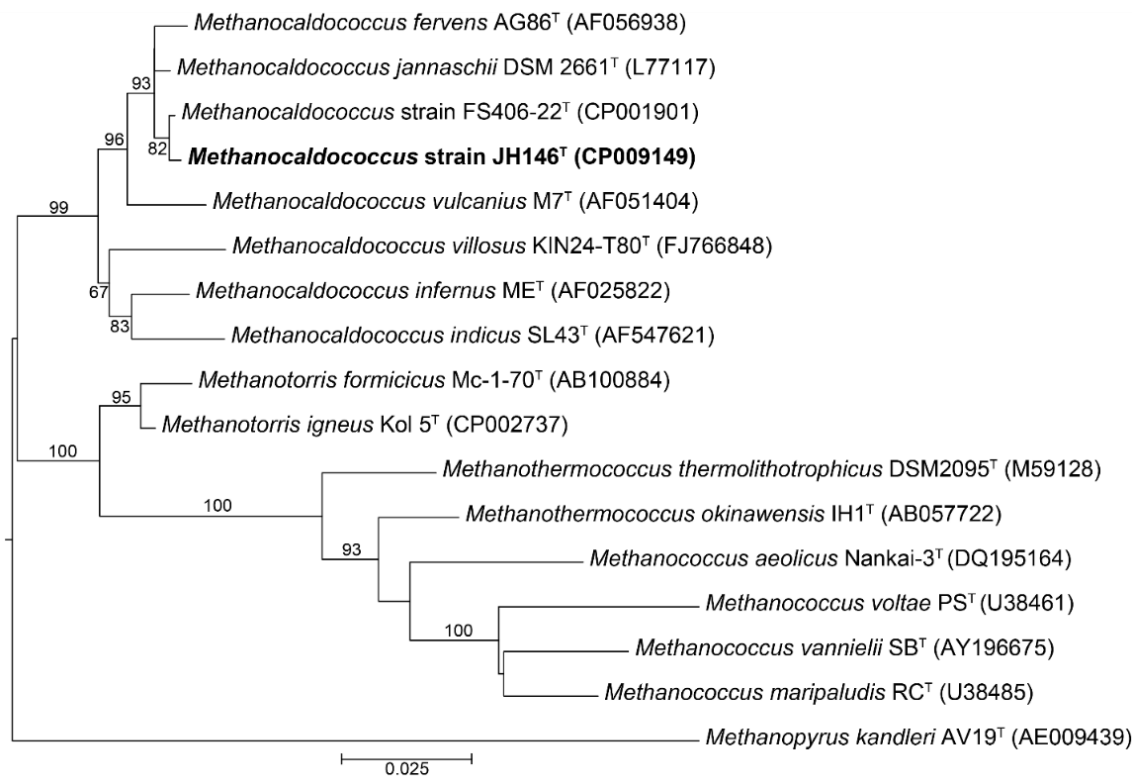 Methanocaldococcus fervens AG86ᵀ (AF056938)
Methanocaldococcus jannaschii DSM 2661ᵀ (L77117)
93
Methanocaldococcus strain FS406-22ᵀ (CP001901)
96
82
Methanocaldococcus strain JH146ᵀ (CP009149)
99
Methanocaldococcus vulcanius M7ᵀ (AF051404)
Methanocaldococcus villosus KIN24-T80ᵀ (FJ766848)
67
Methanocaldococcus infernus MEᵀ (AF025822)
83
Methanocaldococcus indicus SL43ᵀ (AF547621)
Methanotorris formicicus Mc-1-70ᵀ (AB100884)
95
Methanotorris igneus Kol 5ᵀ (CP002737)
100
Methanothermococcus thermolithotrophicus DSM2095ᵀ (M59128)
100
Methanothermococcus okinawensis IH1ᵀ (AB057722)
93
Methanococcus aeolicus Nankai-3ᵀ (DQ195164)
Methanococcus voltae PSᵀ (U38461)
100
Methanococcus vannielii SBᵀ (AY196675)
Methanococcus maripaludis RCᵀ (U38485)
Methanopyrus kandleri AV19ᵀ (AE009439)
0.025